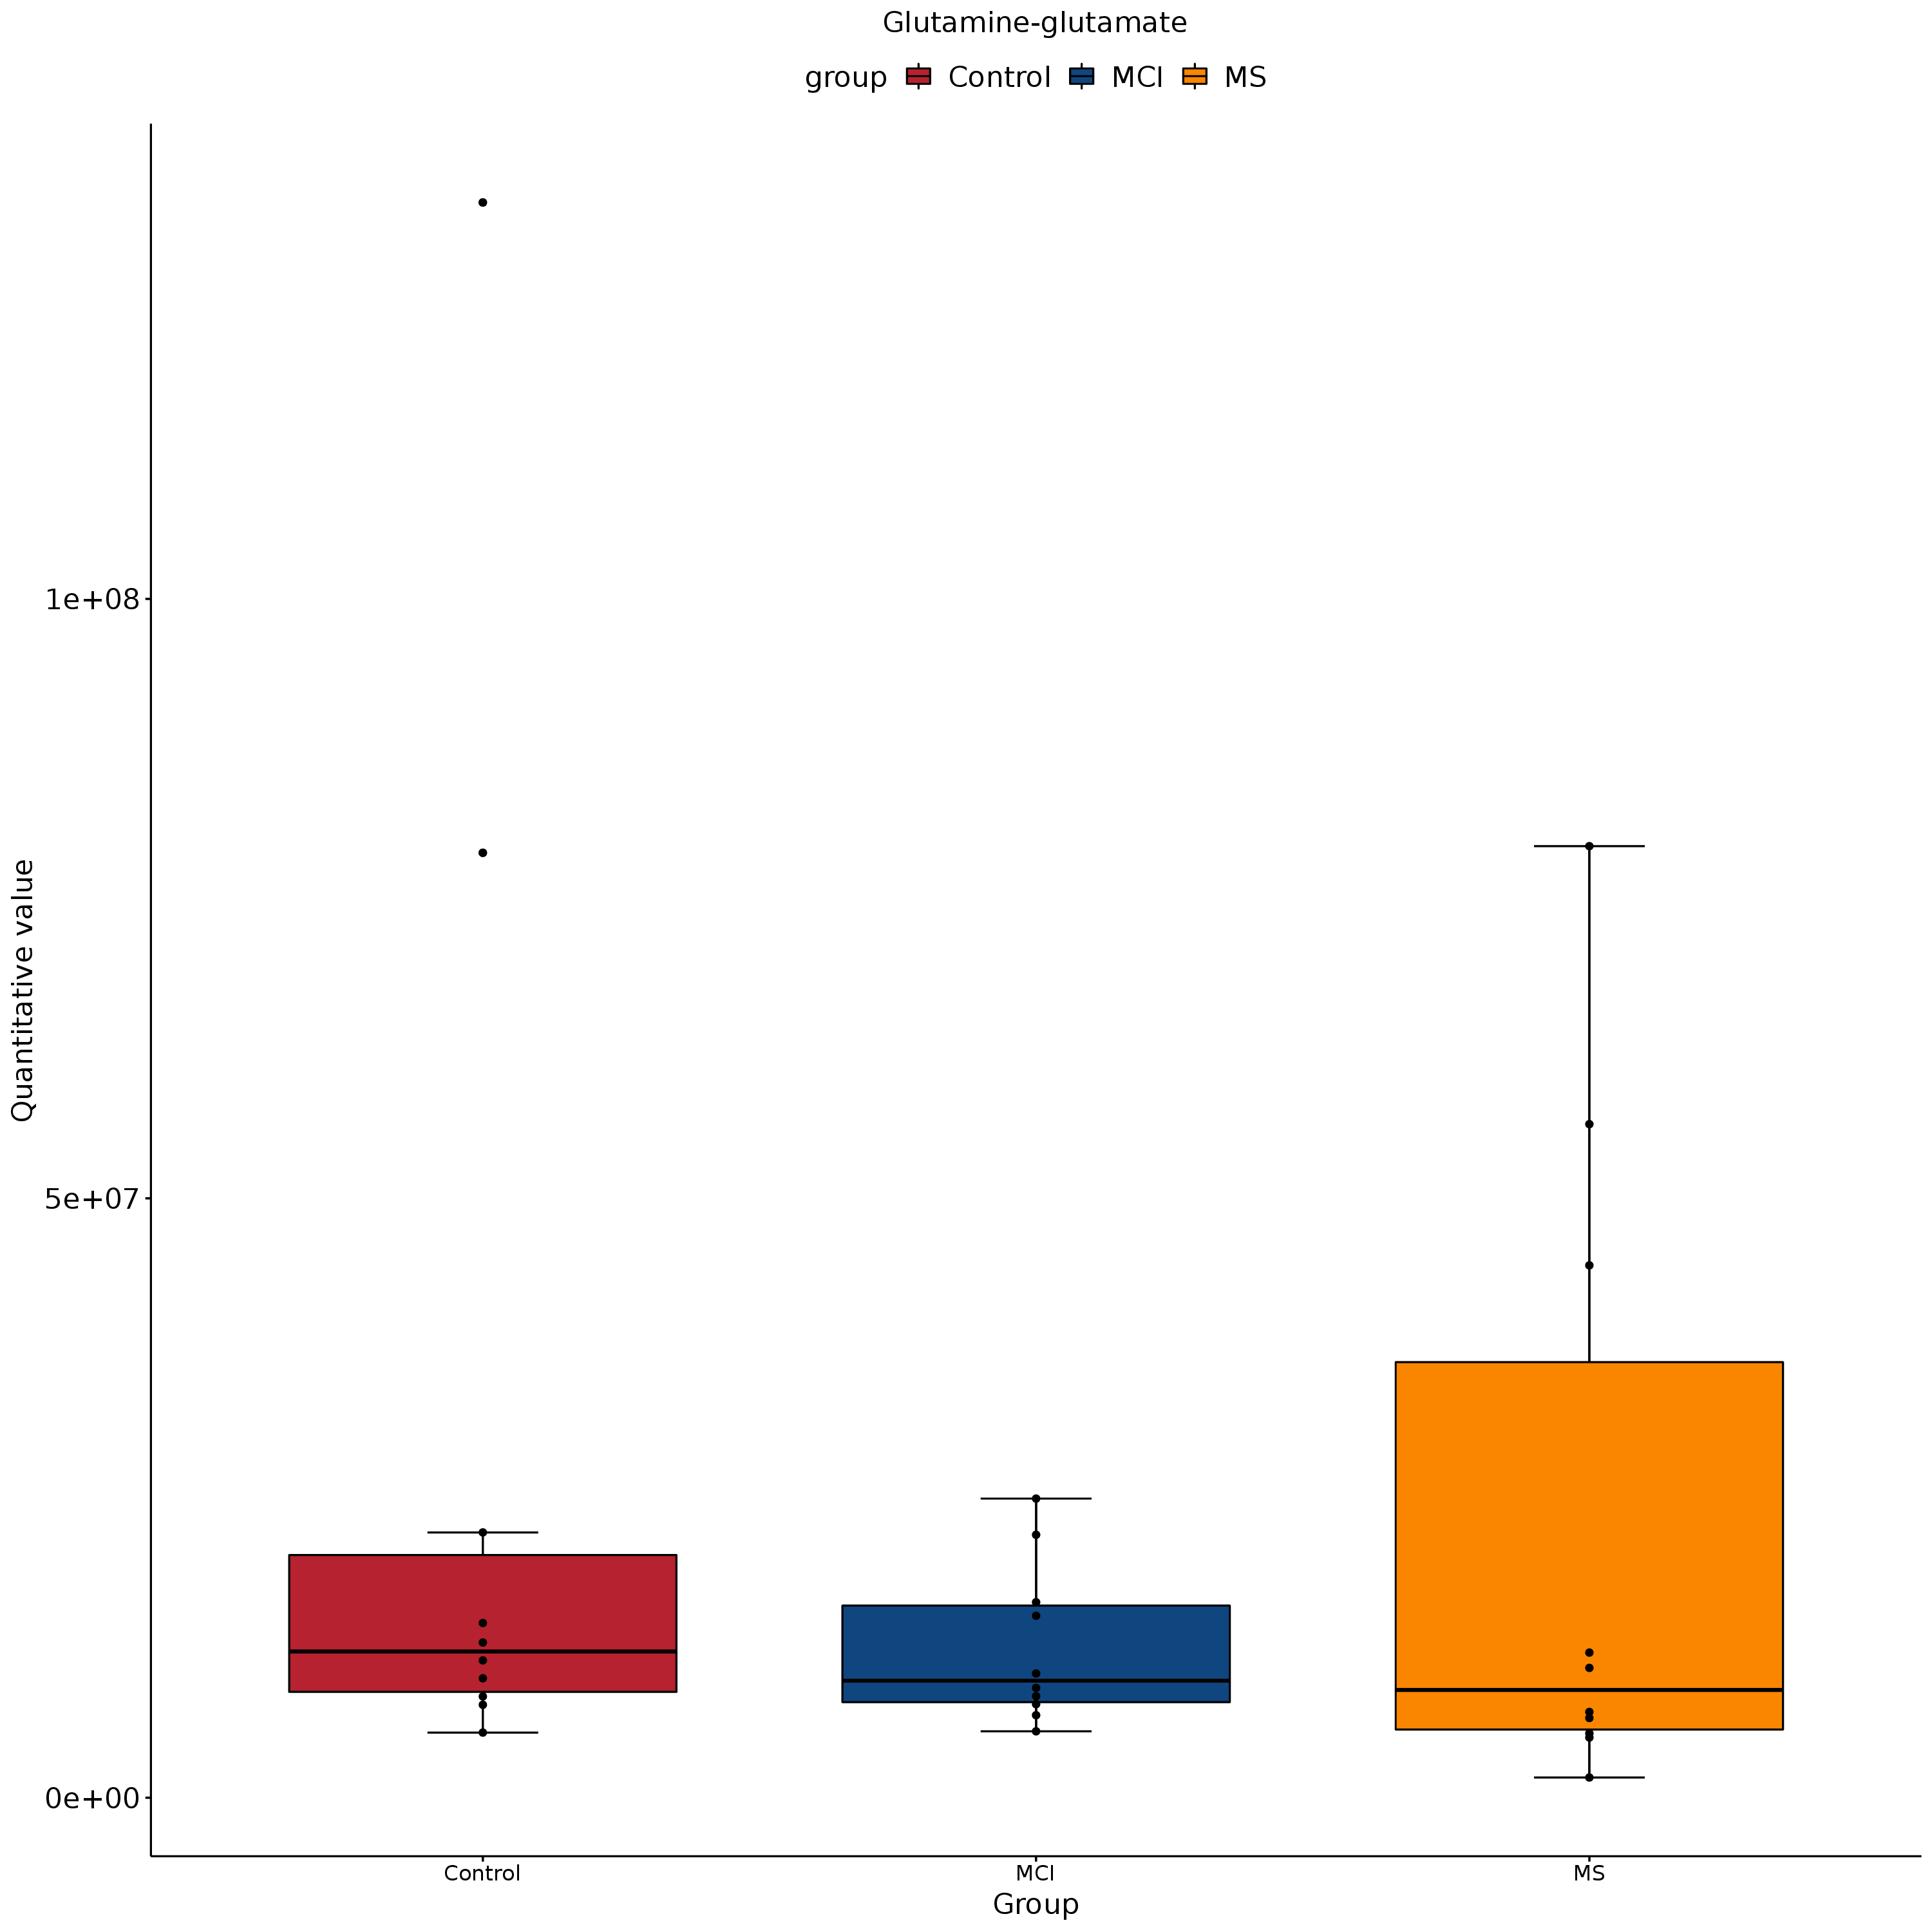 Glutamine-glutamate
group Control MCI MS
Quantitative value
1e+08
5e+07
0e+00
Control MCI MS
Group